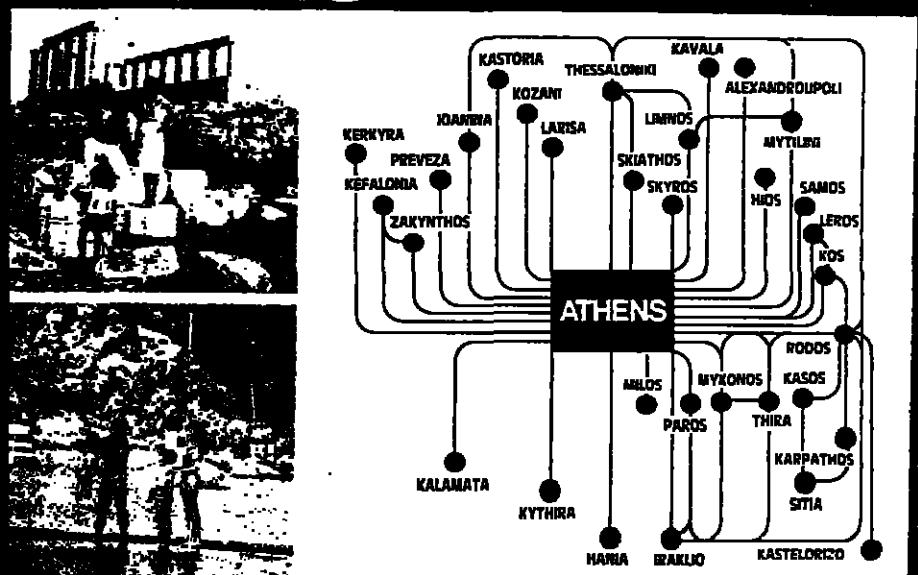 KAVALA
KASTORIA
THESSALONIKI
ALEXANDROUPOLI
KOZANI
IOANNINA
LIMNOS
KERKYRA
LARISA
MYTILINI
PREVEZA
SKIATHOS
KEFALONIA
SKYROS
HIOS
SAMOS
ZAKYNTHOS
LEROS
KOS
ATHENS
RODOS
MILOS
MYKONOS
KASOS
PAROS
THIRA
KARPATHOS
KALAMATA
SITIA
KYTHIRA
HANIA
IRAKLIO
KASTELORIZO